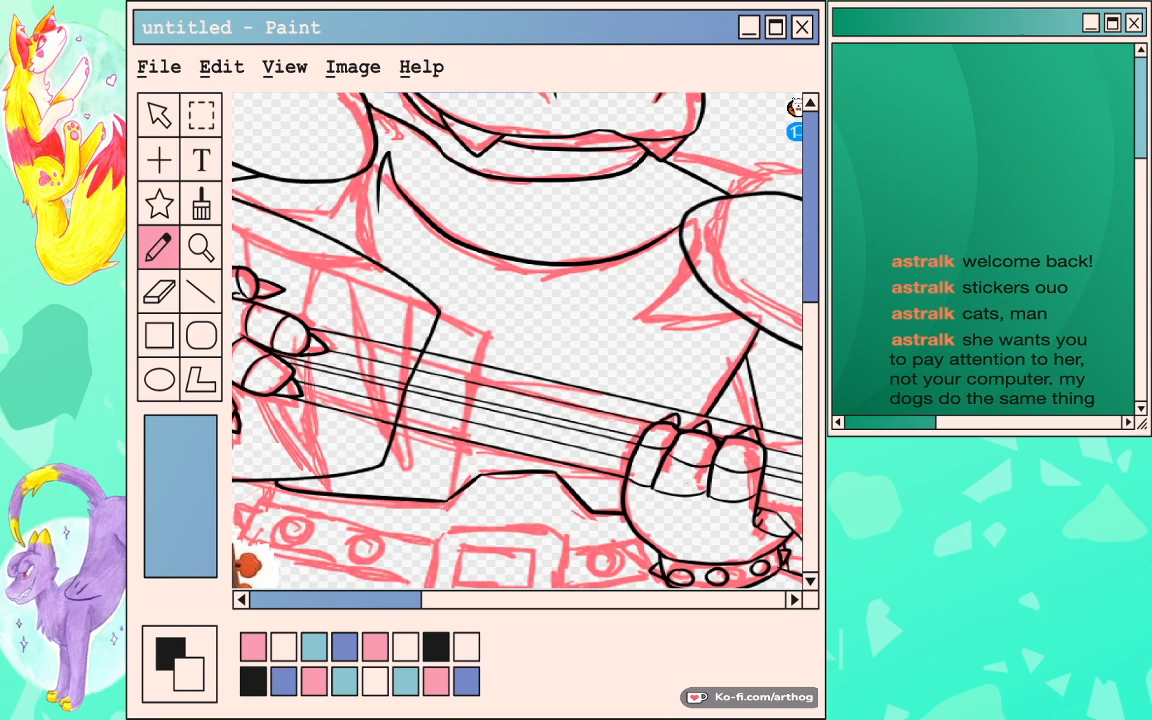 untitled - Paint
File Edit View Image Help
T
astralk welcome back!
astralk stickers ouo
astralk cats, man
astralk she wants you
to pay attention to her,
not your computer. my
dogs do the same thing
Ko-fi.com/arthog